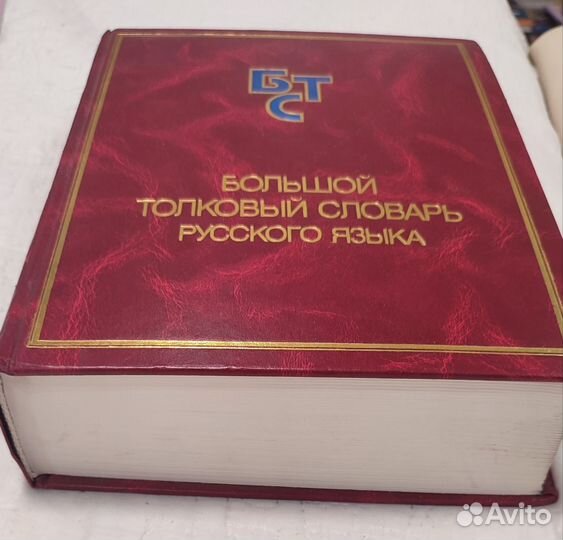 БТС
БОЛЬШОЙ
ТОЛКОВЫЙ СЛОВАРЬ
РУССКОГО ЯЗЫКА
Avito